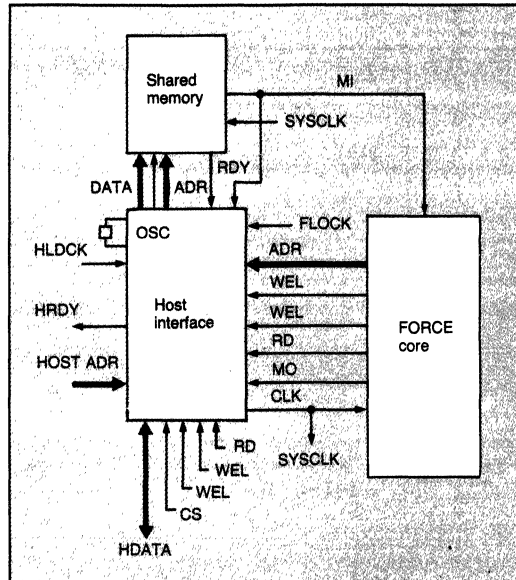 Shared
memory
MI
SYSCLK
RDY
DATA
ADR
OSC
FLOCK
HLDCK
ADR
WEL
HRDY
Host
interface
WEL
FORCE
core
RD
HOST ADR
MO
CLK
RD
WEL
SYSCLK
WEL
CS
HDATA